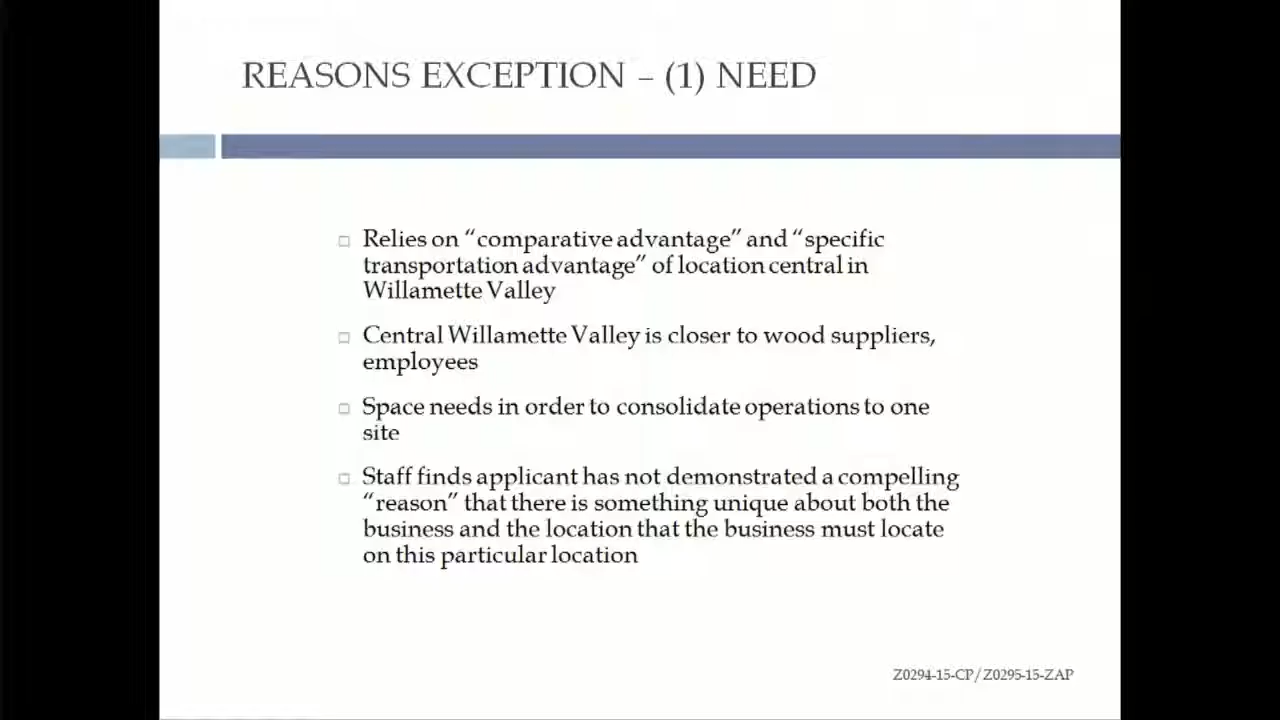 REASONS EXCEPTION – (1) NEED
Relies on “comparative advantage” and “specific
transportation advantage” of location central in
Willamette Valley
Central Willamette Valley is closer to wood suppliers,
employees
Space needs in order to consolidate operations to one
site
Staff finds applicant has not demonstrated a compelling
“reason” that there is something unique about both the
business and the location that the business must locate
on this particular location
Z0294-15-CP/Z0295-15-ZAP